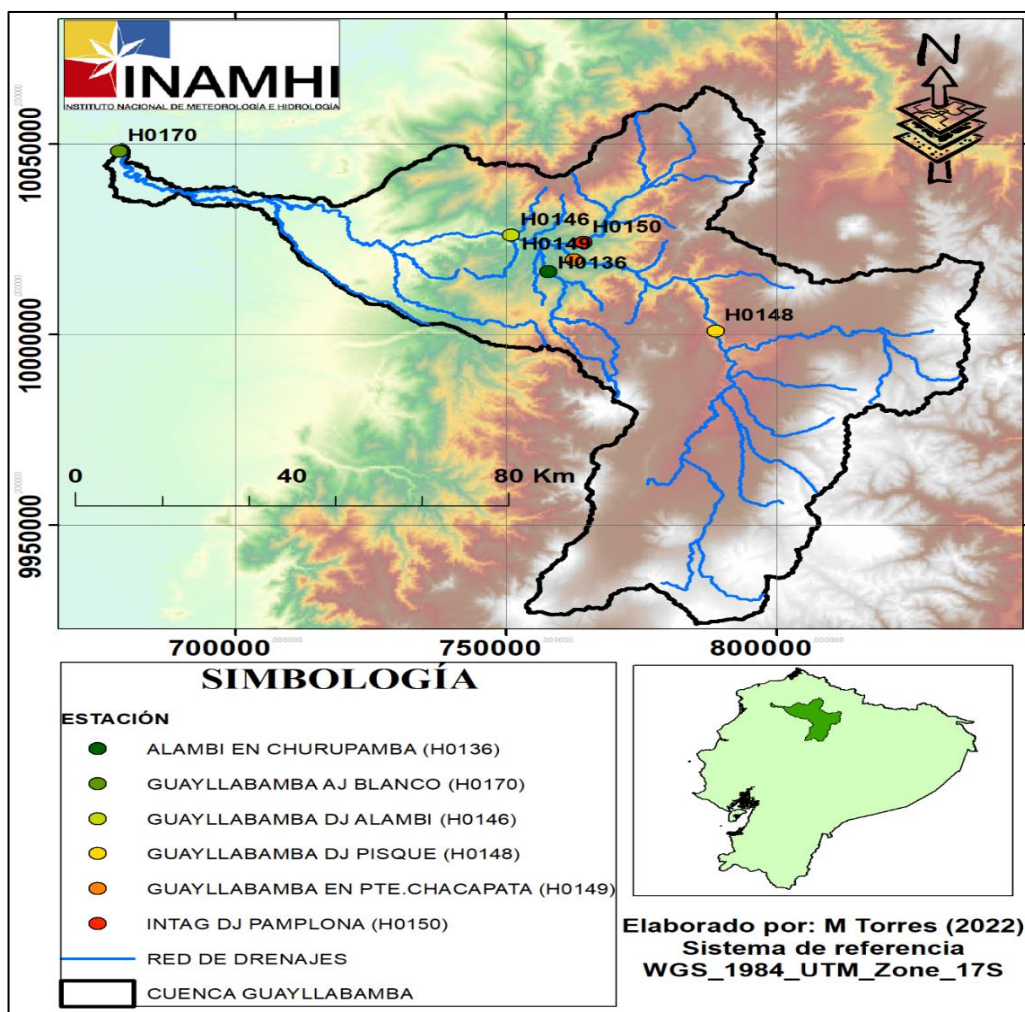 INAMHI
INSTITUTO NACIONAL DE METEOROLOGÍA E HIDROLOGÍA
N
H0170
H0146
H0150
H0149
H0136
H0148
0 40 80 Km
10050000
10000000
9950000
700000 750000 800000
SIMBOLOGÍA
ESTACIÓN
ALAMBI EN CHURUPAMBA (H0136)
GUAYLLABAMBA AJ BLANCO (H0170)
GUAYLLABAMBA DJ ALAMBI (H0146)
GUAYLLABAMBA DJ PISQUE (H0148)
GUAYLLABAMBA EN PTE.CHACAPATA (H0149)
INTAG DJ PAMPLONA (H0150)
RED DE DRENAJES
CUENCA GUAYLLABAMBA
Elaborado por: M Torres (2022)
Sistema de referencia
WGS_1984_UTM_Zone_17S